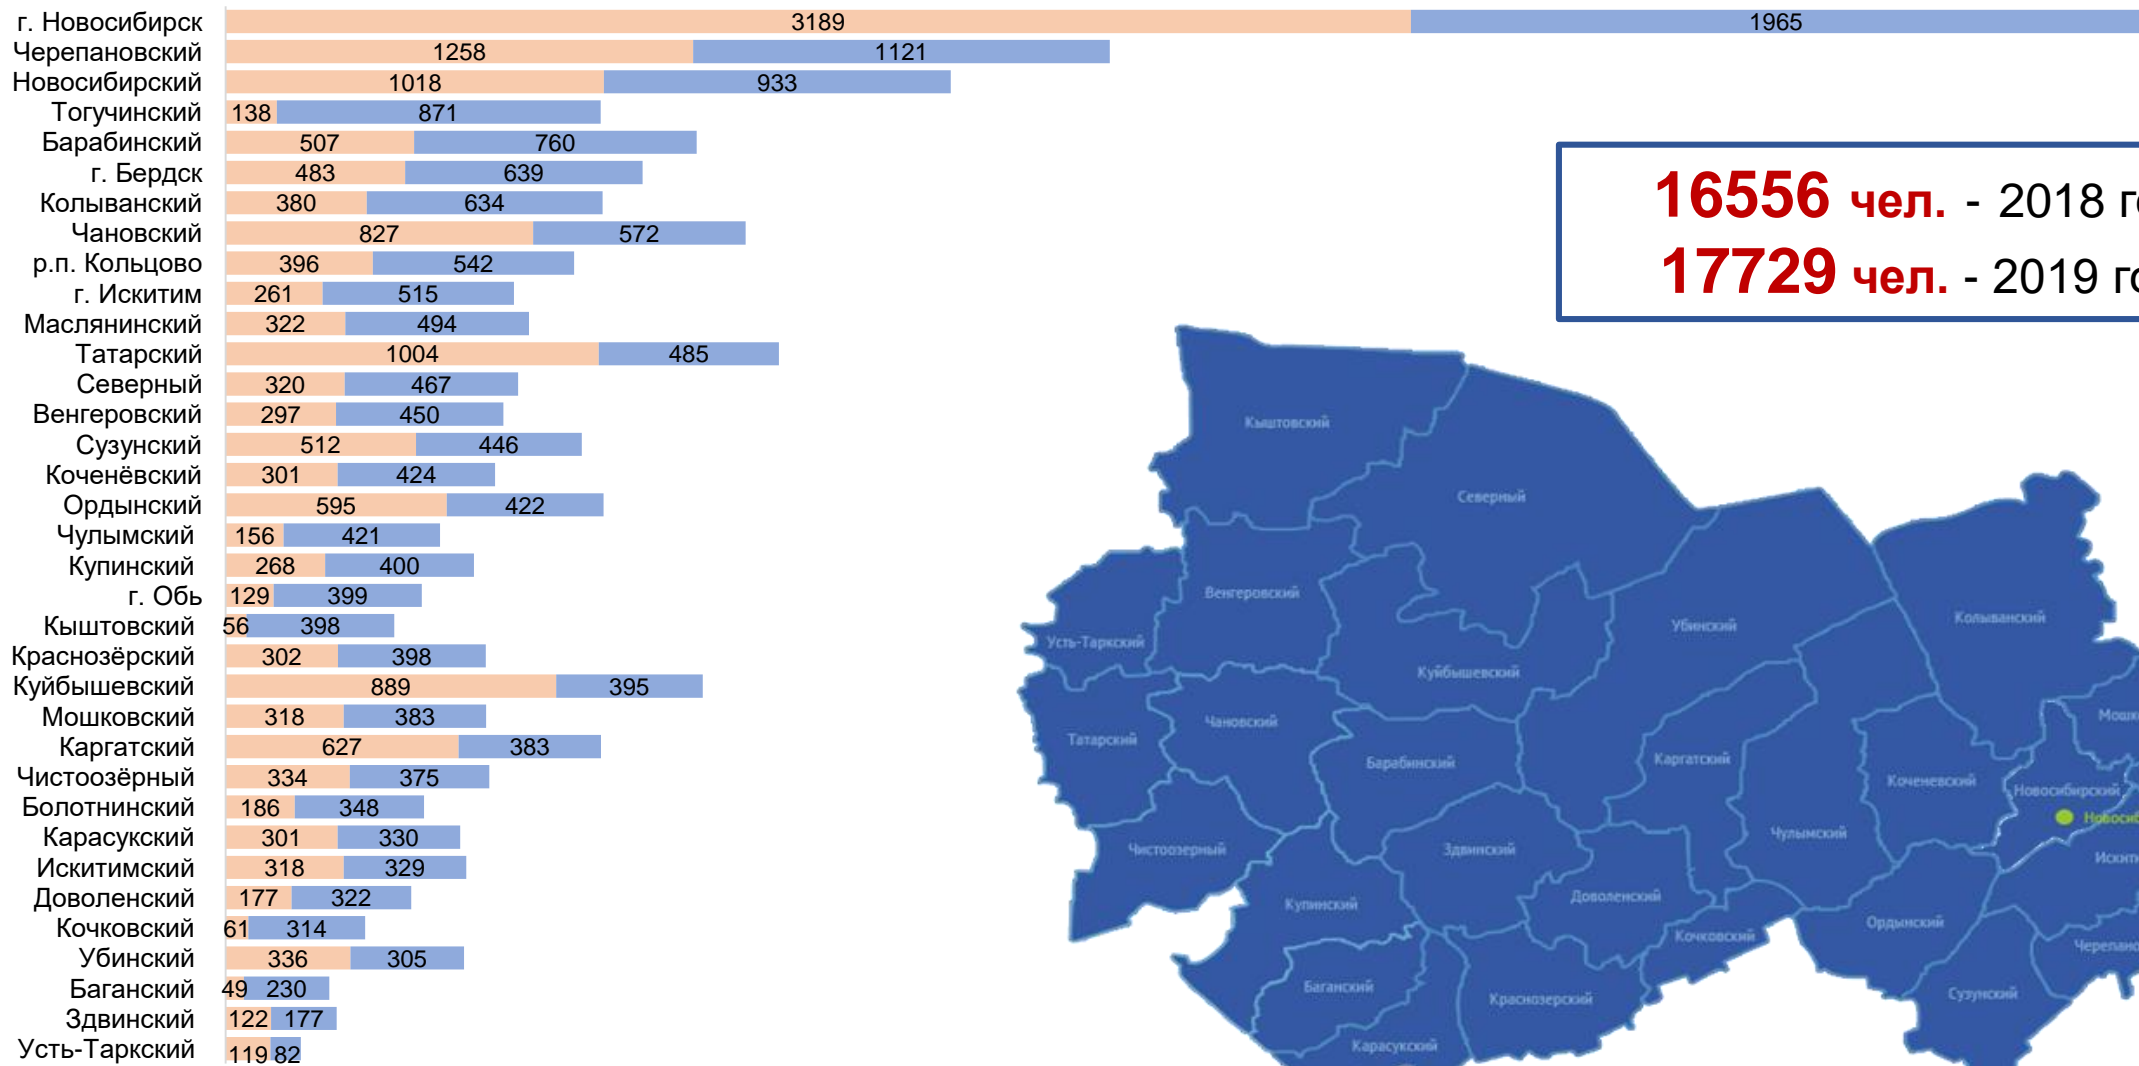 г. Новосибирск 3189 1965
Черепановский 1258 1121
Новосибирский 1018 933
Тогучинский 138 871
Барабинский 507 760
г. Бердск 483 639
Колыванский 380 634
Чановский 827 572
р.п. Кольцово 396 542
г. Искитим 261 515
Маслянинский 322 494
Татарский 1004 485
Северный 320 467
Венгеровский 297 450
Сузунский 512 446
Коченёвский 301 424
Ордынский 595 422
Чулымский 156 421
Купинский 268 400
г. Обь 129 399
Кыштовский 56 398
Краснозёрский 302 398
Куйбышевский 889 395
Мошковский 318 383
Каргатский 627 383
Чистоозёрный 334 375
Болотнинский 186 348
Карасукский 301 330
Искитимский 318 329
Доволенский 177 322
Кочковский 61 314
Убинский 336 305
Баганский 49 230
Здвинский 122 177
Усть-Таркский 119 82
16556 чел. - 2018 г
17729 чел. - 2019 г
Кыштовский
Северный
Венгеровский
Колыванский
Убинский
Усть-Таркский
Куйбышевский
Мошк
Чановский
Татарский
Барабинский
Каргатский
Коченевский
Новосибирский
Новосиб
Чулымский
Чистоозерный
Здвинский
Искит
Доволенский
Купинский
Ордынский
Кочковский
Черепан
Баганский
Краснозерский
Сузунский
Карасукский